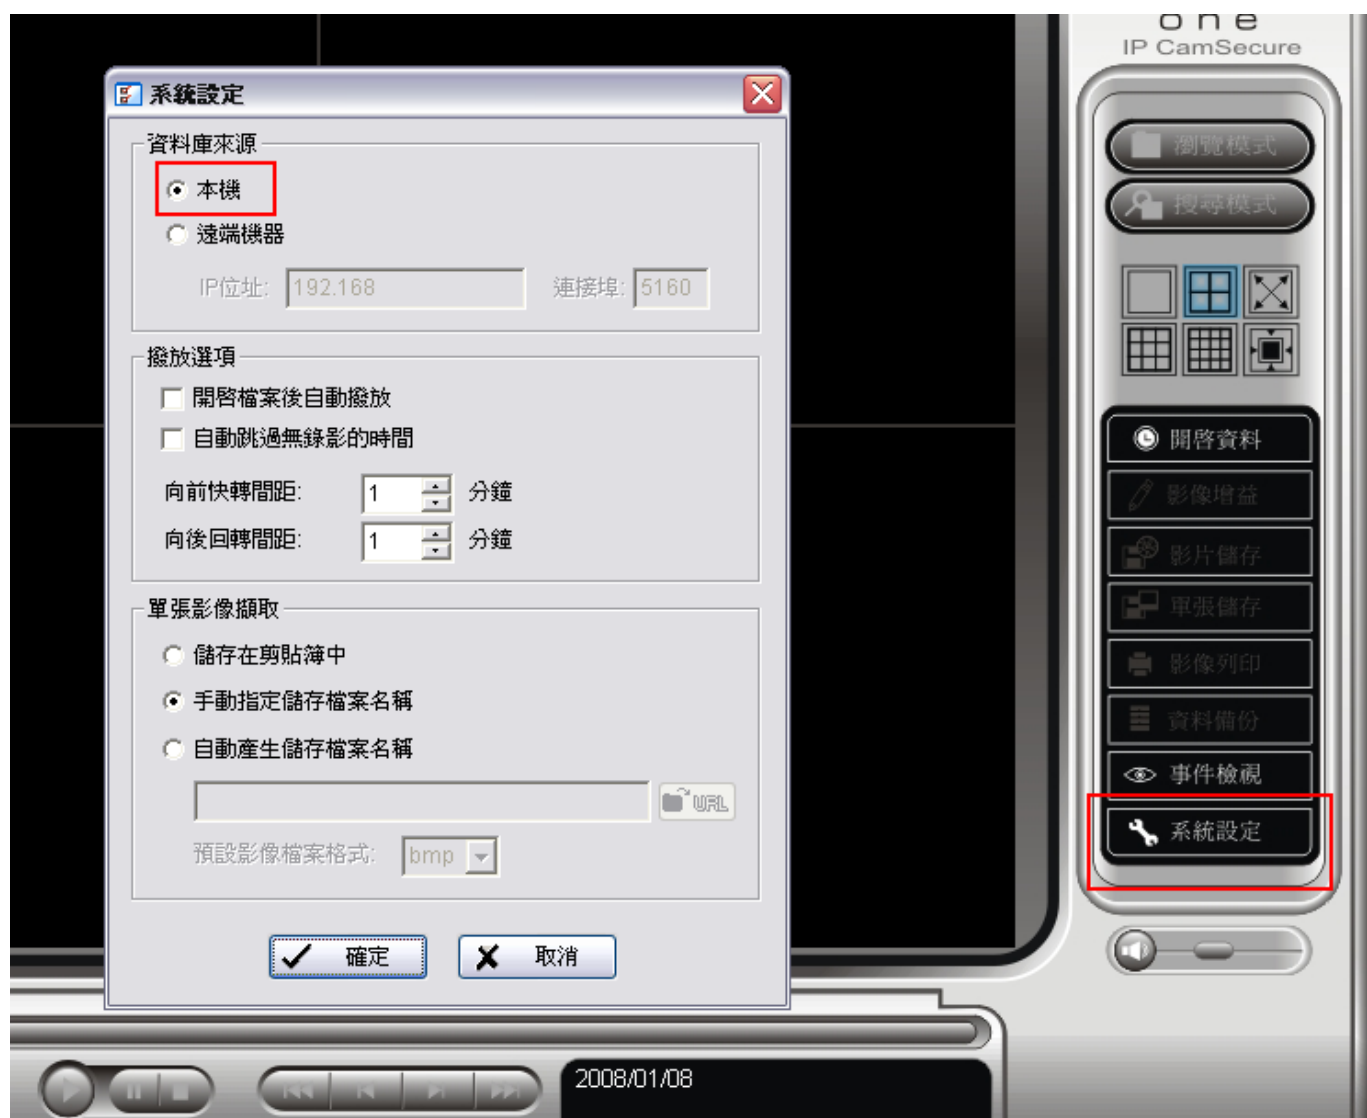 one
IP CamSecure
系統設定
資料庫來源
本機
遠端機器
IP位址: 192.168 連接埠: 5160
撥放選項
開啓檔案後自動撥放
自動跳過無錄影的時間
向前快轉間距: 1 分鐘
向後回轉間距: 1 分鐘
單張影像擷取
儲存在剪貼簿中
手動指定儲存檔案名稱
自動產生儲存檔案名稱
URL
預設影像檔案格式: bmp
確定 取消
瀏覽模式
搜尋模式
開啓資料
影像增益
影片儲存
單張儲存
影像列印
資料備份
事件檢視
系統設定
2008/01/08